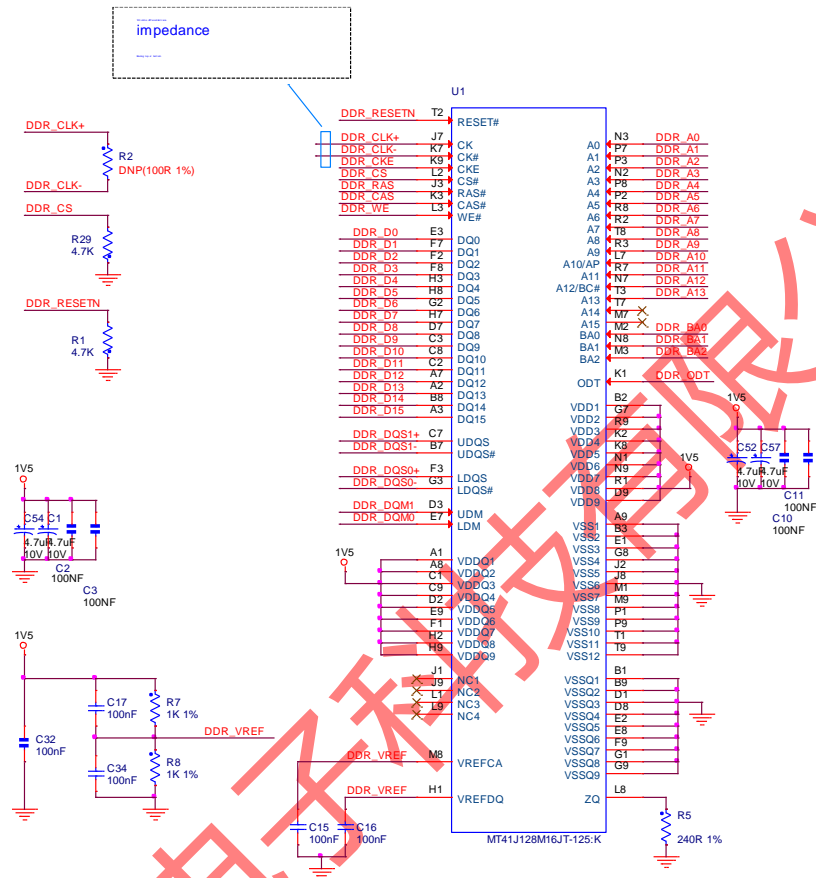 impedance
U1
DDR_CLK+
R2
DNP(100R 1%)
DDR_CLK-
DDR_CS
R29
4.7K
DDR_RESETN
R1
4.7K
DDR_RESETN T2 RESET#
DDR_CLK+ J7 CK
DDR_CLK- K7 CK#
DDR_CKE K9 CKE
DDR_CS L2 CS#
DDR_RAS J3 RAS#
DDR_CAS K3 CAS#
DDR_WE L3 WE#
DDR_D0 E3 DQ0
DDR_D1 F7 DQ1
DDR_D2 F2 DQ2
DDR_D3 F8 DQ3
DDR_D4 H3 DQ4
DDR_D5 H8 DQ5
DDR_D6 G2 DQ6
DDR_D7 H7 DQ7
DDR_D8 D7 DQ8
DDR_D9 C3 DQ9
DDR_D10 C8 DQ10
DDR_D11 C2 DQ11
DDR_D12 A7 DQ12
DDR_D13 A2 DQ13
DDR_D14 B8 DQ14
DDR_D15 A3 DQ15
DDR_DQS1+ C7 UDQS
DDR_DQS1- B7 UDQS#
DDR_DQS0+ F3 LDQS
DDR_DQS0- G3 LDQS#
DDR_DQM1 D3 UDM
DDR_DQM0 E7 LDM
1V5
A1 VDDQ1
A8 VDDQ2
C1 VDDQ3
C9 VDDQ4
D2 VDDQ5
E9 VDDQ6
F1 VDDQ7
H2 VDDQ8
H9 VDDQ9
J1 NC1
J9 NC2
L1 NC3
L9 NC4
DDR_VREF M8 VREFCA
DDR_VREF H1 VREFDQ
C15 C16
100nF 100nF
A0 N3 DDR_A0
A1 P7 DDR_A1
A2 P3 DDR_A2
A3 N2 DDR_A3
A4 P8 DDR_A4
A5 P2 DDR_A5
A6 R8 DDR_A6
A7 R2 DDR_A7
A8 T8 DDR_A8
A9 R3 DDR_A9
A10/AP L7 DDR_A10
A11 R7 DDR_A11
A12/BC# N7 DDR_A12
A13 T3 DDR_A13
A14 T7
A15 M7
BA0 M2 DDR_BA0
BA1 N8 DDR_BA1
BA2 M3 DDR_BA2
ODT K1 DDR_ODT
VDD1 B2
VDD2 G7
VDD3 R9
VDD4 K2
VDD5 K8
VDD6 N1
VDD7 N9
VDD8 R1
VDD9 D9
1V5
VSS1 A9
VSS2 B3
VSS3 E1
VSS4 G8
VSS5 J2
VSS6 J8
VSS7 M1
VSS8 M9
VSS9 P1
VSS10 P9
VSS11 T1
VSS12 T9
VSSQ1 B1
VSSQ2 B9
VSSQ3 D1
VSSQ4 D8
VSSQ5 E2
VSSQ6 E8
VSSQ7 F9
VSSQ8 G1
VSSQ9 G9
ZQ L8
R5
240R 1%
MT41J128M16JT-125:K
1V5
C52 C57
4.7uF 4.7uF
10V 10V
C11
100NF
C10
100NF
1V5
C54 C1
4.7uF 4.7uF
10V 10V
C2
100NF
C3
100NF
1V5
C32
100nF
C17
100nF
R7
1K 1%
DDR_VREF
C34
100nF
R8
1K 1%
电子科技有限